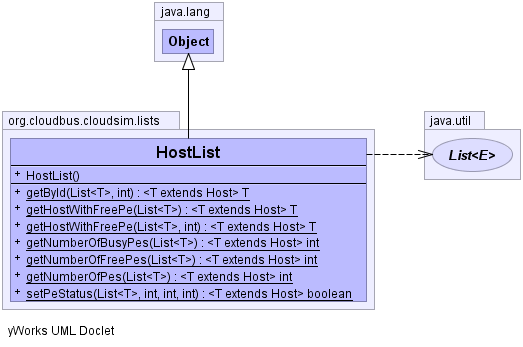 java.lang
Object
org.cloudbus.cloudsim.lists
java.util
HostList
List<E>
+ HostList()
+ getById(List<T>, int) : <T extends Host> T
+ getHostWithFreePe(List<T>) : <T extends Host> T
+ getHostWithFreePe(List<T>, int) : <T extends Host> T
+ getNumberOfBusyPes(List<T>) : <T extends Host> int
+ getNumberOfFreePes(List<T>) : <T extends Host> int
+ getNumberOfPes(List<T>) : <T extends Host> int
+ setPeStatus(List<T>, int, int, int) : <T extends Host> boolean
yWorks UML Doclet